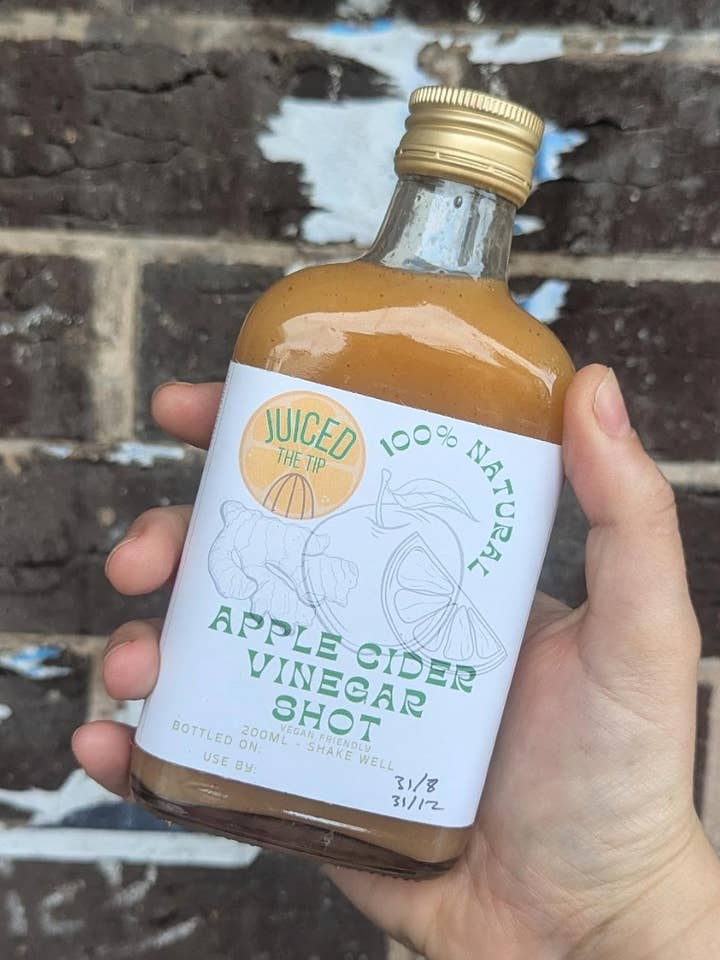 JUICED
THE TIP
100% NATURAL
APPLE CIDER
VINEGAR
SHOT
VEGAN FRIENDLY
200ML - SHAKE WELL
BOTTLED ON: 31/8
USE BY: 31/12